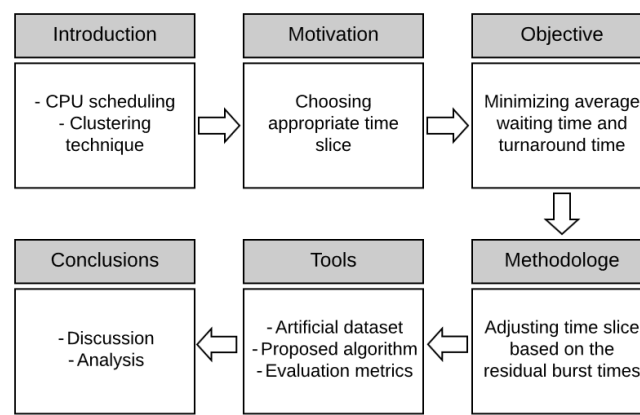 Introduction
- CPU scheduling
- Clustering
technique
Motivation
Choosing
appropriate time
slice
Objective
Minimizing average
waiting time and
turnaround time
Methodologe
Adjusting time slice
based on the
residual burst times
Tools
- Artificial dataset
- Proposed algorithm
- Evaluation metrics
Conclusions
- Discussion
- Analysis